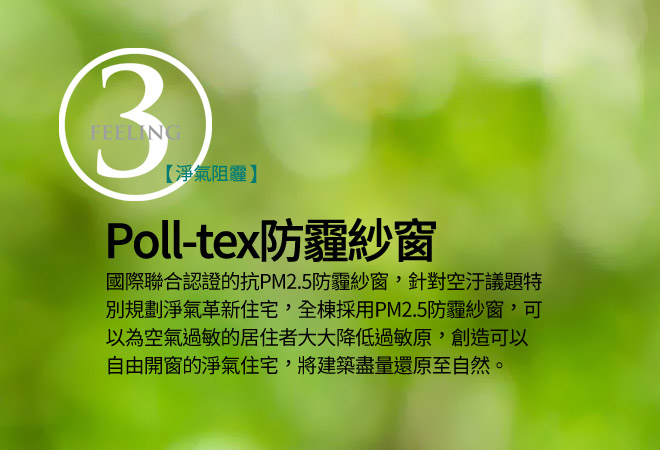 3
FEELING
【淨氣阻霾】
Poll-tex防霾紗窗
國際聯合認證的抗PM2.5防霾紗窗，針對空汙議題特
別規劃淨氣革新住宅，全棟採用PM2.5防霾紗窗，可
以為空氣過敏的居住者大大降低過敏原，創造可以
自由開窗的淨氣住宅，將建築盡量還原至自然。